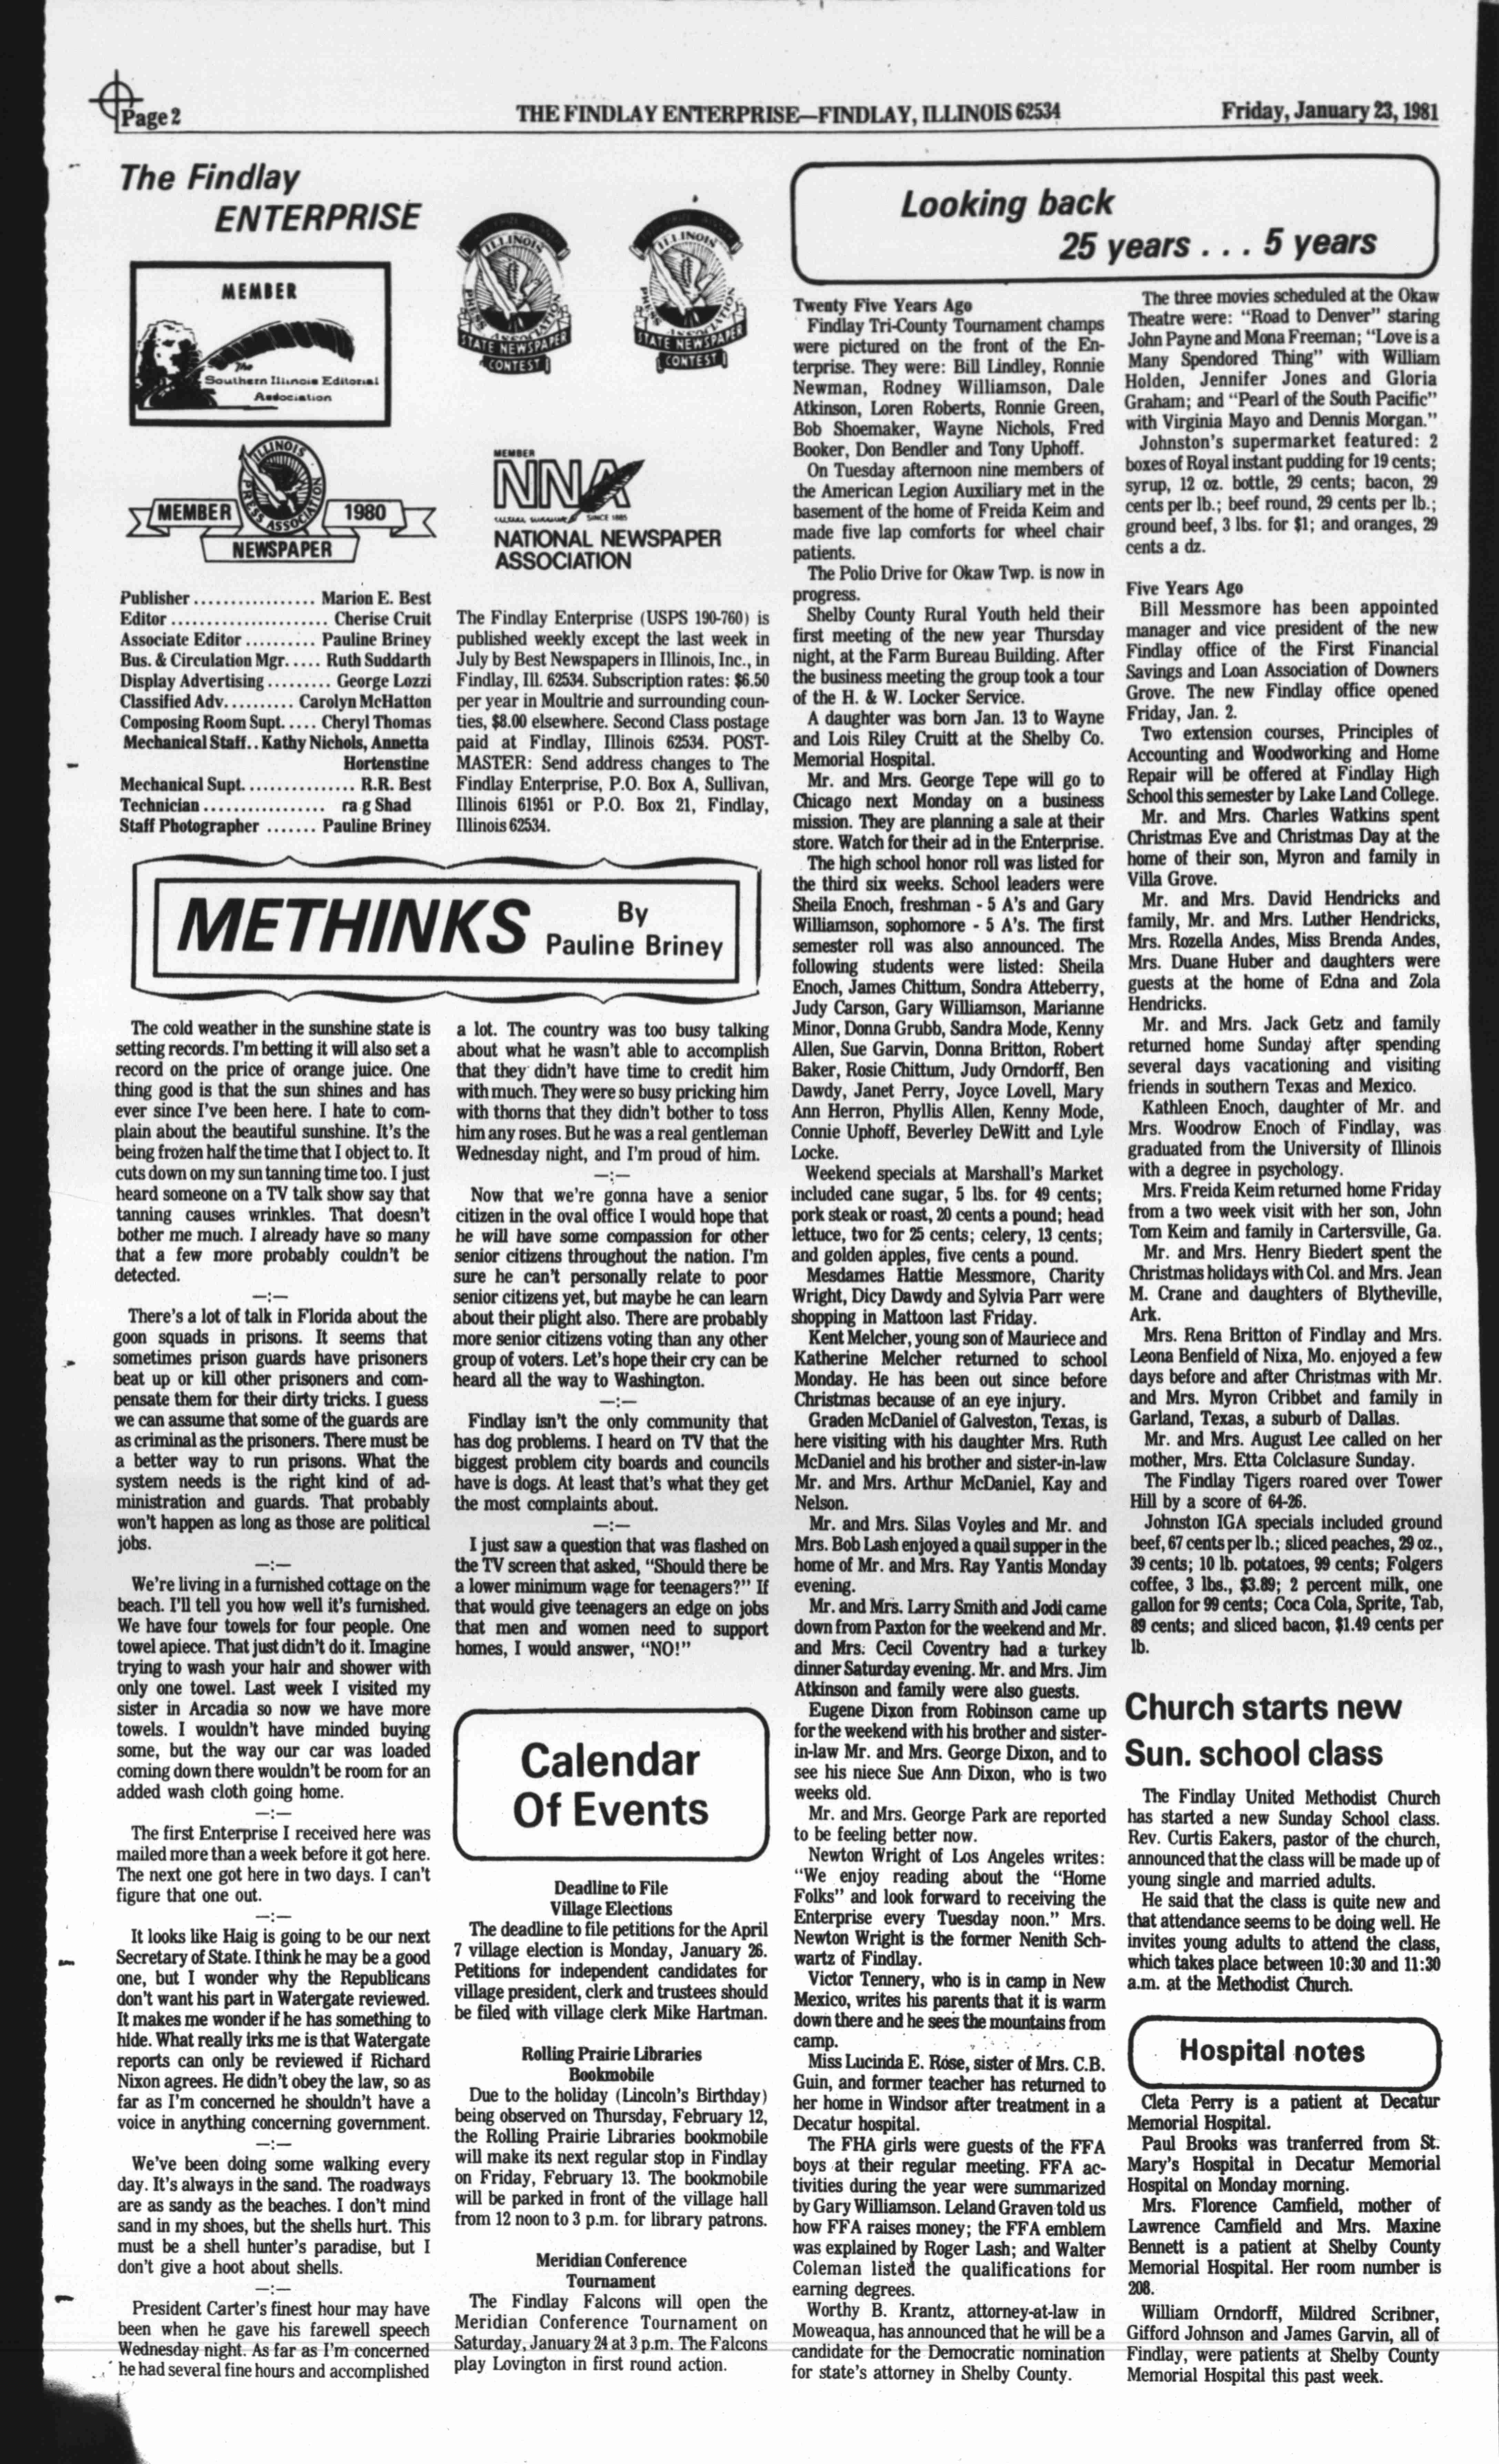 Page 2
THE FINDLAY ENTERPRISE—FINDLAY, ILLINOIS 62534
Friday, January 23, 1981
The Findlay
ENTERPRISE
MEMBER
The
Southern Illinois Editorial
Association
ILLINOIS
PRESS ASSOCIATION
STATE NEWSPAPER
CONTEST
ILLINOIS
PRESS ASSOCIATION
STATE NEWSPAPER
CONTEST
ILLINOIS
PRESS ASSOCIATION
MEMBER
1980
NEWSPAPER
MEMBER
NNA
SINCE 1885
NATIONAL NEWSPAPER
ASSOCIATION
Publisher ................. Marion E. Best
Editor ...................... Cherise Cruit
Associate Editor .......... Pauline Briney
Bus. & Circulation Mgr. .... Ruth Suddarth
Display Advertising ......... George Lozzi
Classified Adv. ......... Carolyn McHatton
Composing Room Supt. .... Cheryl Thomas
Mechanical Staff.. Kathy Nichols, Annetta
Hortenstine
Mechanical Supt. .............. R.R. Best
Technician ................. ra g Shad
Staff Photographer ....... Pauline Briney
The Findlay Enterprise (USPS 190-760) is
published weekly except the last week in
July by Best Newspapers in Illinois, Inc., in
Findlay, Ill. 62534. Subscription rates: $6.50
per year in Moultrie and surrounding coun-
ties, $8.00 elsewhere. Second Class postage
paid at Findlay, Illinois 62534. POST-
MASTER: Send address changes to The
Findlay Enterprise, P.O. Box A, Sullivan,
Illinois 61951 or P.O. Box 21, Findlay,
Illinois 62534.
METHINKS
By
Pauline Briney
The cold weather in the sunshine state is
setting records. I'm betting it will also set a
record on the price of orange juice. One
thing good is that the sun shines and has
ever since I've been here. I hate to com-
plain about the beautiful sunshine. It's the
being frozen half the time that I object to. It
cuts down on my sun tanning time too. I just
heard someone on a TV talk show say that
tanning causes wrinkles. That doesn't
bother me much. I already have so many
that a few more probably couldn't be
detected.
—:—
There's a lot of talk in Florida about the
goon squads in prisons. It seems that
sometimes prison guards have prisoners
beat up or kill other prisoners and com-
pensate them for their dirty tricks. I guess
we can assume that some of the guards are
as criminal as the prisoners. There must be
a better way to run prisons. What the
system needs is the right kind of ad-
ministration and guards. That probably
won't happen as long as those are political
jobs.
—:—
We're living in a furnished cottage on the
beach. I'll tell you how well it's furnished.
We have four towels for four people. One
towel apiece. That just didn't do it. Imagine
trying to wash your hair and shower with
only one towel. Last week I visited my
sister in Arcadia so now we have more
towels. I wouldn't have minded buying
some, but the way our car was loaded
coming down there wouldn't be room for an
added wash cloth going home.
—:—
The first Enterprise I received here was
mailed more than a week before it got here.
The next one got here in two days. I can't
figure that one out.
—:—
It looks like Haig is going to be our next
Secretary of State. I think he may be a good
one, but I wonder why the Republicans
don't want his part in Watergate reviewed.
It makes me wonder if he has something to
hide. What really irks me is that Watergate
reports can only be reviewed if Richard
Nixon agrees. He didn't obey the law, so as
far as I'm concerned he shouldn't have a
voice in anything concerning government.
—:—
We've been doing some walking every
day. It's always in the sand. The roadways
are as sandy as the beaches. I don't mind
sand in my shoes, but the shells hurt. This
must be a shell hunter's paradise, but I
don't give a hoot about shells.
—:—
President Carter's finest hour may have
been when he gave his farewell speech
Wednesday night. As far as I'm concerned
he had several fine hours and accomplished
a lot. The country was too busy talking
about what he wasn't able to accomplish
that they didn't have time to credit him
with much. They were so busy pricking him
with thorns that they didn't bother to toss
him any roses. But he was a real gentleman
Wednesday night, and I'm proud of him.
—:—
Now that we're gonna have a senior
citizen in the oval office I would hope that
he will have some compassion for other
senior citizens throughout the nation. I'm
sure he can't personally relate to poor
senior citizens yet, but maybe he can learn
about their plight also. There are probably
more senior citizens voting than any other
group of voters. Let's hope their cry can be
heard all the way to Washington.
—:—
Findlay isn't the only community that
has dog problems. I heard on TV that the
biggest problem city boards and councils
have is dogs. At least that's what they get
the most complaints about.
—:—
I just saw a question that was flashed on
the TV screen that asked, "Should there be
a lower minimum wage for teenagers?" If
that would give teenagers an edge on jobs
that men and women need to support
homes, I would answer, "NO!"
Calendar
Of Events
Deadline to File
Village Elections
The deadline to file petitions for the April
7 village election is Monday, January 26.
Petitions for independent candidates for
village president, clerk and trustees should
be filed with village clerk Mike Hartman.
Rolling Prairie Libraries
Bookmobile
Due to the holiday (Lincoln's Birthday)
being observed on Thursday, February 12,
the Rolling Prairie Libraries bookmobile
will make its next regular stop in Findlay
on Friday, February 13. The bookmobile
will be parked in front of the village hall
from 12 noon to 3 p.m. for library patrons.
Meridian Conference
Tournament
The Findlay Falcons will open the
Meridian Conference Tournament on
Saturday, January 24 at 3 p.m. The Falcons
play Lovington in first round action.
Looking back
25 years . . . 5 years
Twenty Five Years Ago
Findlay Tri-County Tournament champs
were pictured on the front of the En-
terprise. They were: Bill Lindley, Ronnie
Newman, Rodney Williamson, Dale
Atkinson, Loren Roberts, Ronnie Green,
Bob Shoemaker, Wayne Nichols, Fred
Booker, Don Bendler and Tony Uphoff.
On Tuesday afternoon nine members of
the American Legion Auxiliary met in the
basement of the home of Freida Keim and
made five lap comforts for wheel chair
patients.
The Polio Drive for Okaw Twp. is now in
progress.
Shelby County Rural Youth held their
first meeting of the new year Thursday
night, at the Farm Bureau Building. After
the business meeting the group took a tour
of the H. & W. Locker Service.
A daughter was born Jan. 13 to Wayne
and Lois Riley Cruitt at the Shelby Co.
Memorial Hospital.
Mr. and Mrs. George Tepe will go to
Chicago next Monday on a business
mission. They are planning a sale at their
store. Watch for their ad in the Enterprise.
The high school honor roll was listed for
the third six weeks. School leaders were
Sheila Enoch, freshman - 5 A's and Gary
Williamson, sophomore - 5 A's. The first
semester roll was also announced. The
following students were listed: Sheila
Enoch, James Chittum, Sondra Atteberry,
Judy Carson, Gary Williamson, Marianne
Minor, Donna Grubb, Sandra Mode, Kenny
Allen, Sue Garvin, Donna Britton, Robert
Baker, Rosie Chittum, Judy Orndorff, Ben
Dawdy, Janet Perry, Joyce Lovell, Mary
Ann Herron, Phyllis Allen, Kenny Mode,
Connie Uphoff, Beverley DeWitt and Lyle
Locke.
Weekend specials at Marshall's Market
included cane sugar, 5 lbs. for 49 cents;
pork steak or roast, 20 cents a pound; head
lettuce, two for 25 cents; celery, 13 cents;
and golden apples, five cents a pound.
Mesdames Hattie Messmore, Charity
Wright, Dicy Dawdy and Sylvia Parr were
shopping in Mattoon last Friday.
Kent Melcher, young son of Mauriece and
Katherine Melcher returned to school
Monday. He has been out since before
Christmas because of an eye injury.
Graden McDaniel of Galveston, Texas, is
here visiting with his daughter Mrs. Ruth
McDaniel and his brother and sister-in-law
Mr. and Mrs. Arthur McDaniel, Kay and
Nelson.
Mr. and Mrs. Silas Voyles and Mr. and
Mrs. Bob Lash enjoyed a quail supper in the
home of Mr. and Mrs. Ray Yantis Monday
evening.
Mr. and Mrs. Larry Smith and Jodi came
down from Paxton for the weekend and Mr.
and Mrs. Cecil Coventry had a turkey
dinner Saturday evening. Mr. and Mrs. Jim
Atkinson and family were also guests.
Eugene Dixon from Robinson came up
for the weekend with his brother and sister-
in-law Mr. and Mrs. George Dixon, and to
see his niece Sue Ann Dixon, who is two
weeks old.
Mr. and Mrs. George Park are reported
to be feeling better now.
Newton Wright of Los Angeles writes:
"We enjoy reading about the "Home
Folks" and look forward to receiving the
Enterprise every Tuesday noon." Mrs.
Newton Wright is the former Nenith Sch-
wartz of Findlay.
Victor Tennery, who is in camp in New
Mexico, writes his parents that it is warm
down there and he sees the mountains from
camp.
Miss Lucinda E. Rose, sister of Mrs. C.B.
Guin, and former teacher has returned to
her home in Windsor after treatment in a
Decatur hospital.
The FHA girls were guests of the FFA
boys at their regular meeting. FFA ac-
tivities during the year were summarized
by Gary Williamson. Leland Graven told us
how FFA raises money; the FFA emblem
was explained by Roger Lash; and Walter
Coleman listed the qualifications for
earning degrees.
Worthy B. Krantz, attorney-at-law in
Moweaqua, has announced that he will be a
candidate for the Democratic nomination
for state's attorney in Shelby County.
The three movies scheduled at the Okaw
Theatre were: "Road to Denver" staring
John Payne and Mona Freeman; "Love is a
Many Spendored Thing" with William
Holden, Jennifer Jones and Gloria
Graham; and "Pearl of the South Pacific"
with Virginia Mayo and Dennis Morgan."
Johnston's supermarket featured: 2
boxes of Royal instant pudding for 19 cents;
syrup, 12 oz. bottle, 29 cents; bacon, 29
cents per lb.; beef round, 29 cents per lb.;
ground beef, 3 lbs. for $1; and oranges, 29
cents a dz.
Five Years Ago
Bill Messmore has been appointed
manager and vice president of the new
Findlay office of the First Financial
Savings and Loan Association of Downers
Grove. The new Findlay office opened
Friday, Jan. 2.
Two extension courses, Principles of
Accounting and Woodworking and Home
Repair will be offered at Findlay High
School this semester by Lake Land College.
Mr. and Mrs. Charles Watkins spent
Christmas Eve and Christmas Day at the
home of their son, Myron and family in
Villa Grove.
Mr. and Mrs. David Hendricks and
family, Mr. and Mrs. Luther Hendricks,
Mrs. Rozella Andes, Miss Brenda Andes,
Mrs. Duane Huber and daughters were
guests at the home of Edna and Zola
Hendricks.
Mr. and Mrs. Jack Getz and family
returned home Sunday after spending
several days vacationing and visiting
friends in southern Texas and Mexico.
Kathleen Enoch, daughter of Mr. and
Mrs. Woodrow Enoch of Findlay, was
graduated from the University of Illinois
with a degree in psychology.
Mrs. Freida Keim returned home Friday
from a two week visit with her son, John
Tom Keim and family in Cartersville, Ga.
Mr. and Mrs. Henry Biedert spent the
Christmas holidays with Col. and Mrs. Jean
M. Crane and daughters of Blytheville,
Ark.
Mrs. Rena Britton of Findlay and Mrs.
Leona Benfield of Nixa, Mo. enjoyed a few
days before and after Christmas with Mr.
and Mrs. Myron Cribbet and family in
Garland, Texas, a suburb of Dallas.
Mr. and Mrs. August Lee called on her
mother, Mrs. Etta Colclasure Sunday.
The Findlay Tigers roared over Tower
Hill by a score of 64-26.
Johnston IGA specials included ground
beef, 67 cents per lb.; sliced peaches, 29 oz.,
39 cents; 10 lb. potatoes, 99 cents; Folgers
coffee, 3 lbs., $3.89; 2 percent milk, one
gallon for 99 cents; Coca Cola, Sprite, Tab,
89 cents; and sliced bacon, $1.49 cents per
lb.
Church starts new
Sun. school class
The Findlay United Methodist Church
has started a new Sunday School class.
Rev. Curtis Eakers, pastor of the church,
announced that the class will be made up of
young single and married adults.
He said that the class is quite new and
that attendance seems to be doing well. He
invites young adults to attend the class,
which takes place between 10:30 and 11:30
a.m. at the Methodist Church.
Hospital notes
Cleta Perry is a patient at Decatur
Memorial Hospital.
Paul Brooks was tranferred from St.
Mary's Hospital in Decatur Memorial
Hospital on Monday morning.
Mrs. Florence Camfield, mother of
Lawrence Camfield and Mrs. Maxine
Bennett is a patient at Shelby County
Memorial Hospital. Her room number is
208.
William Orndorff, Mildred Scribner,
Gifford Johnson and James Garvin, all of
Findlay, were patients at Shelby County
Memorial Hospital this past week.